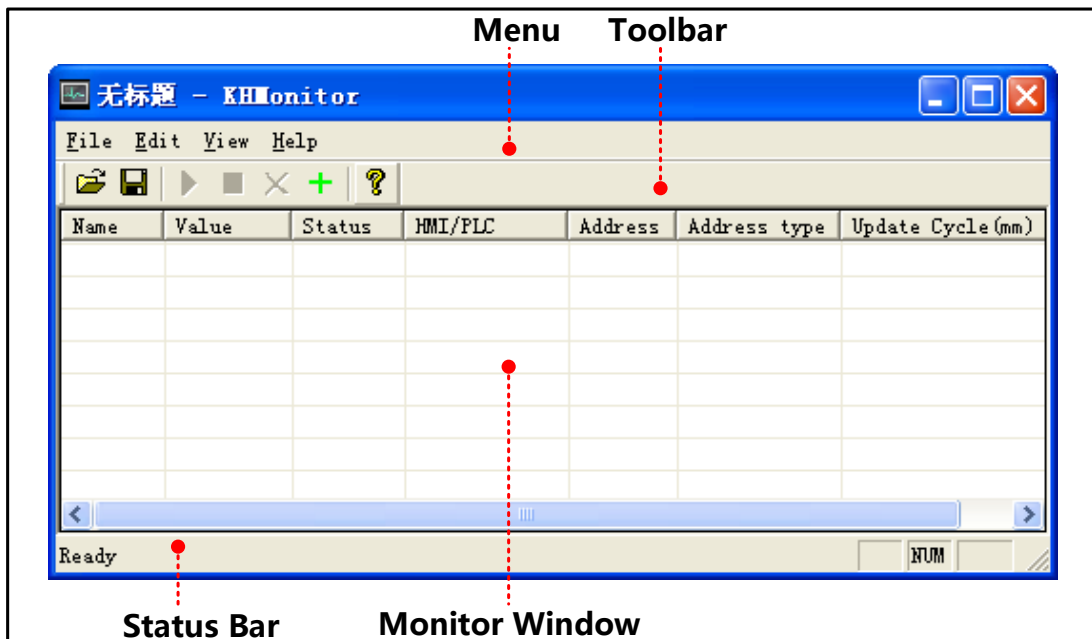 Menu Toolbar
无标题 - KHMonitor
File Edit View Help
Name Value Status HMI/PLC Address Address type Update Cycle(mm)
Ready NUM
Status Bar Monitor Window